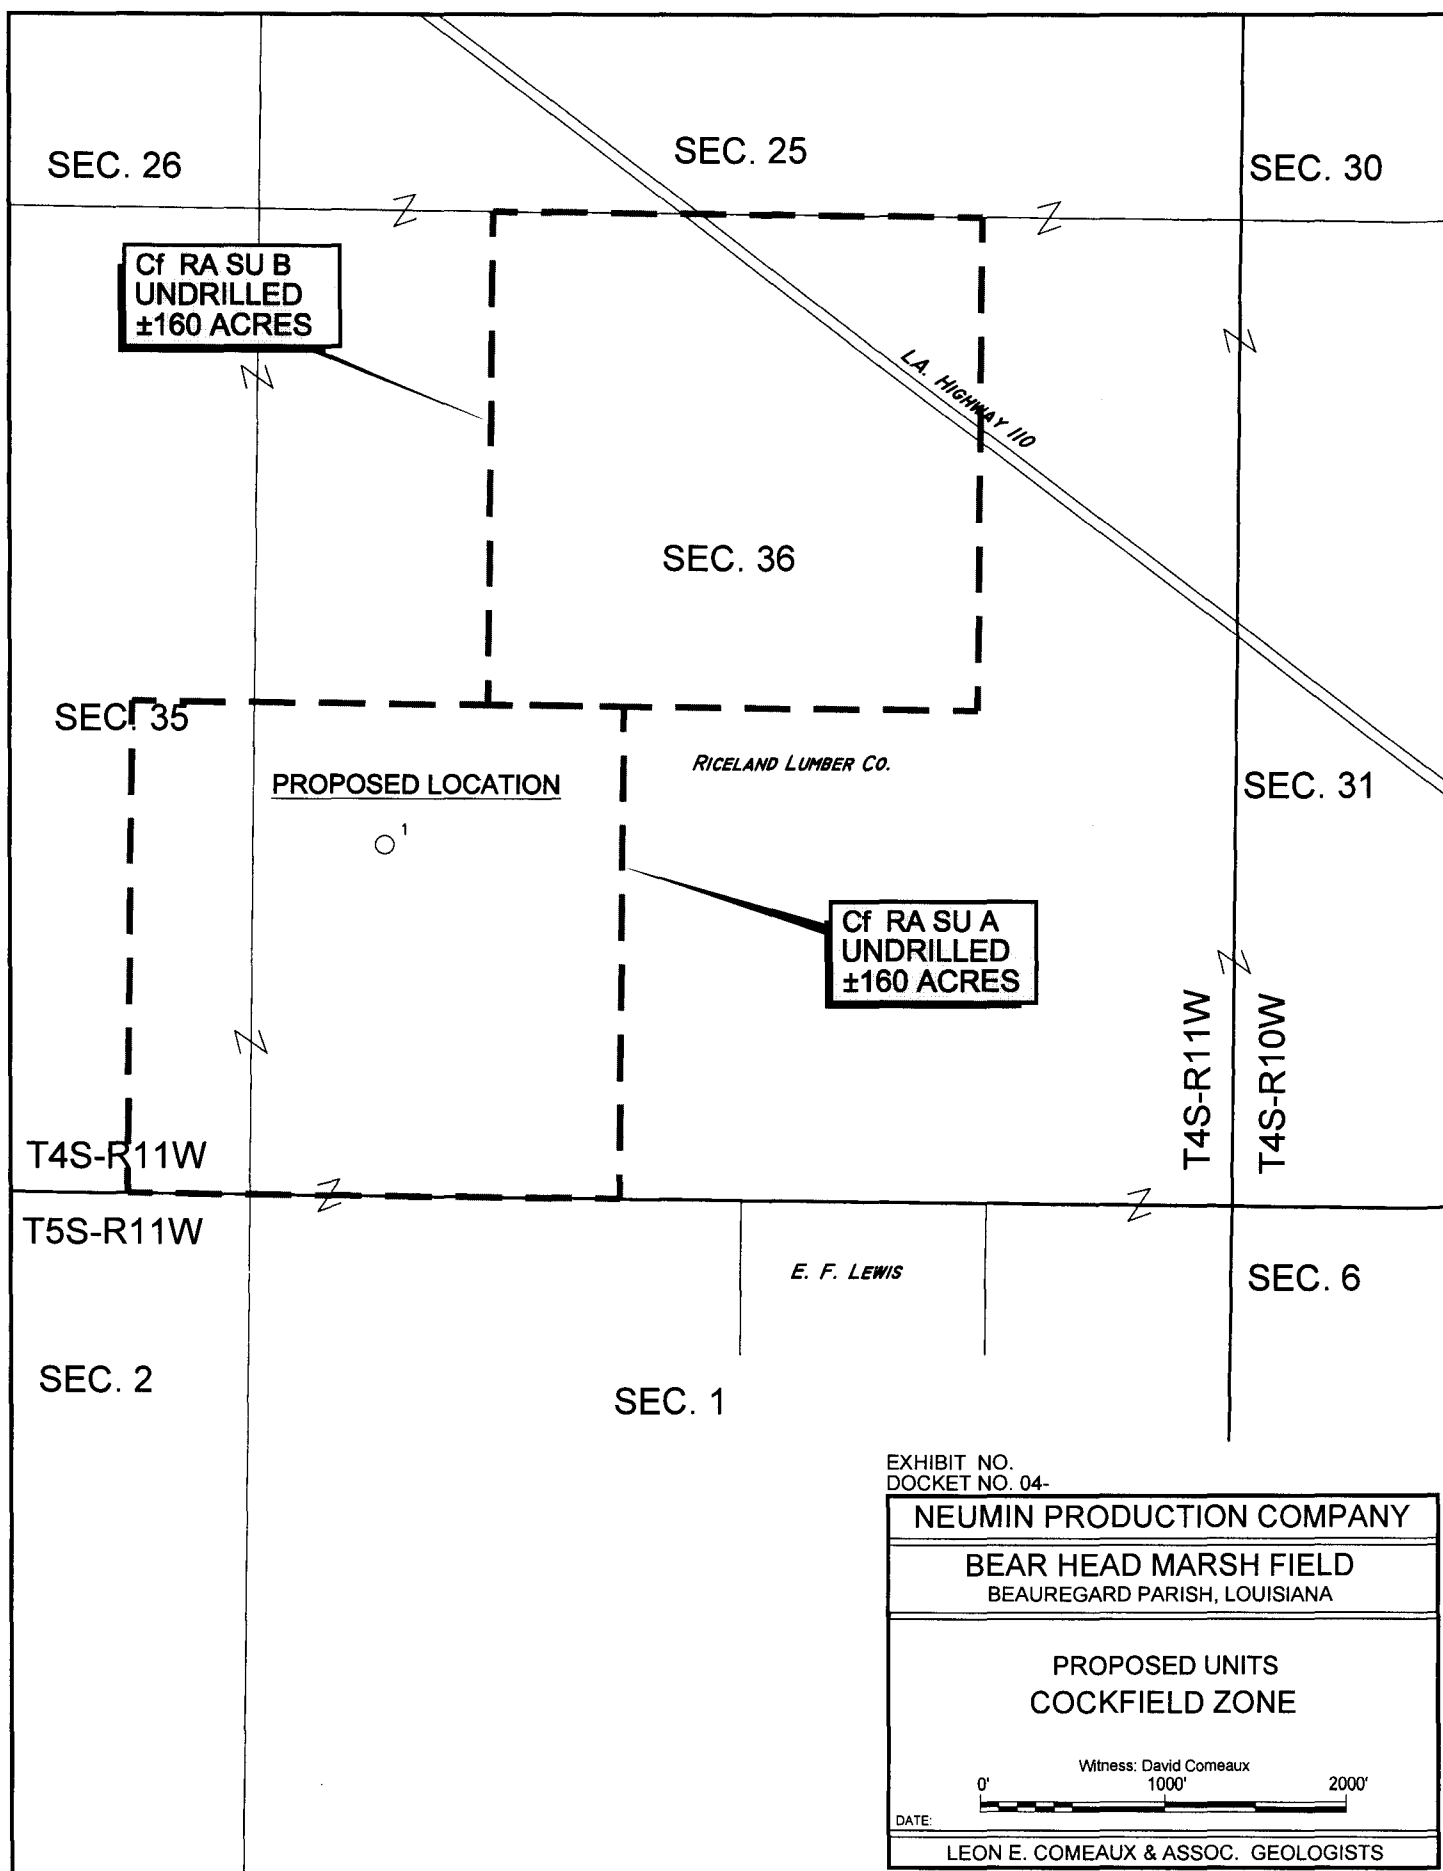 SEC. 26
SEC. 25
SEC. 30
Cf RA SU B
UNDRILLED
±160 ACRES
LA. HIGHWAY 110
SEC. 36
SEC. 35
RICELAND LUMBER CO.
PROPOSED LOCATION
1
SEC. 31
Cf RA SU A
UNDRILLED
±160 ACRES
T4S-R11W
T4S-R10W
T4S-R11W
T5S-R11W
E. F. LEWIS
SEC. 6
SEC. 2
SEC. 1
EXHIBIT NO.
DOCKET NO. 04-
NEUMIN PRODUCTION COMPANY
BEAR HEAD MARSH FIELD
BEAUREGARD PARISH, LOUISIANA
PROPOSED UNITS
COCKFIELD ZONE
Witness: David Comeaux
0' 1000' 2000'
DATE:
LEON E. COMEAUX & ASSOC. GEOLOGISTS